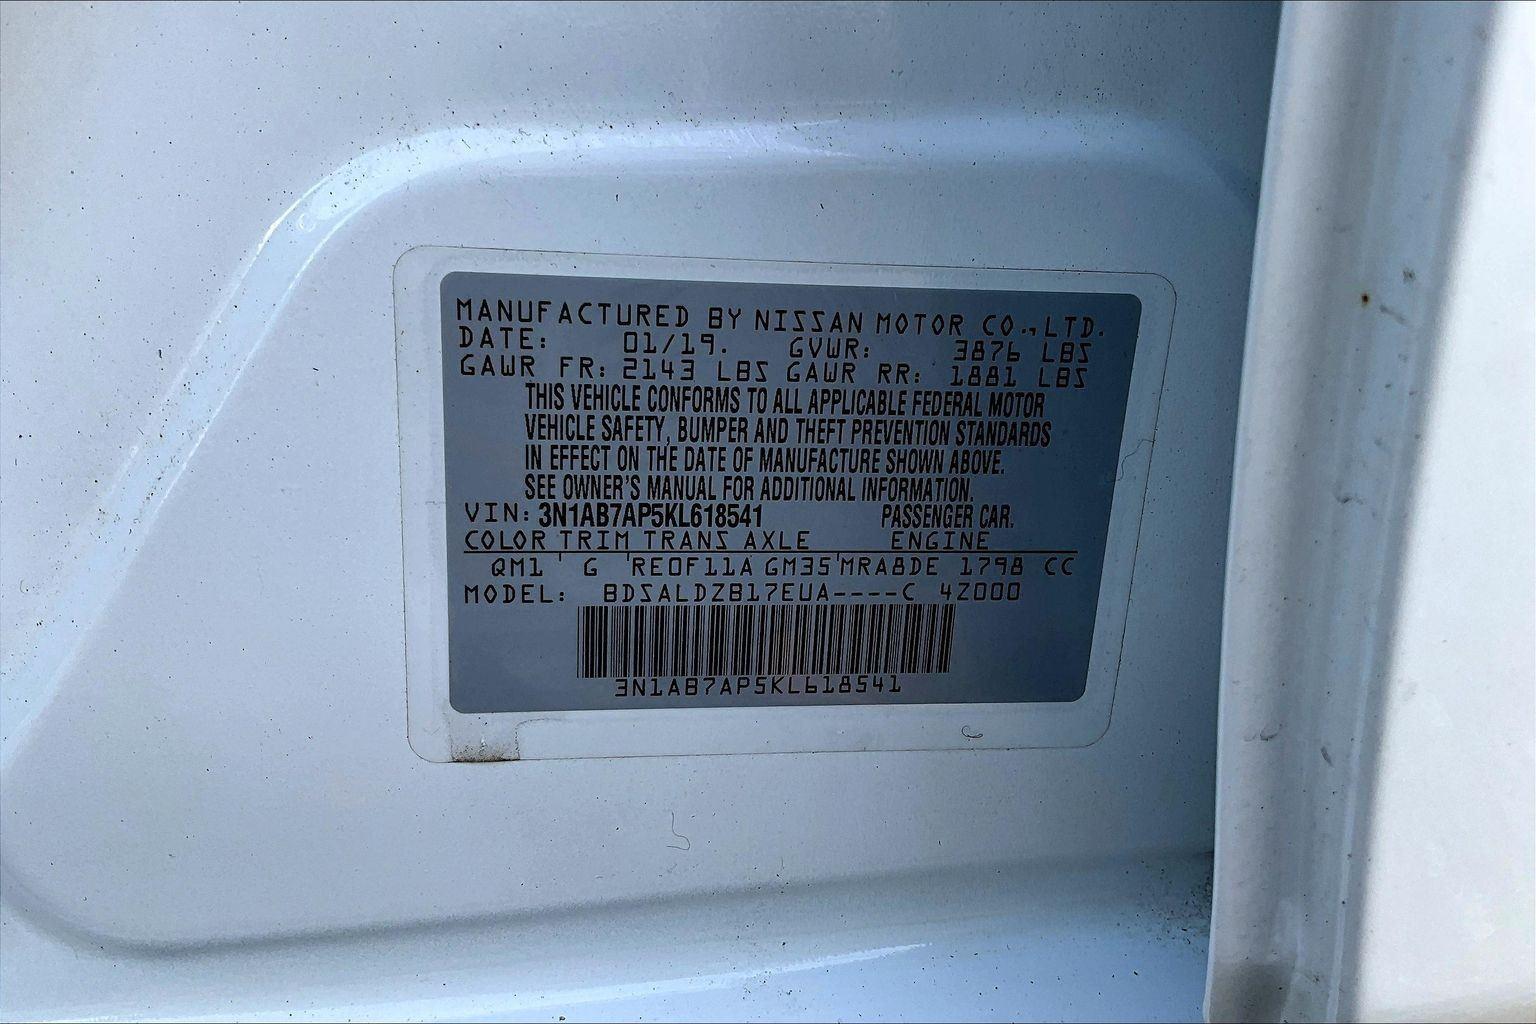 MANUFACTURED BY NISSAN MOTOR CO., LTD.
DATE: 01/19. GVWR: 3876 LBS
GAWR FR: 2143 LBS GAWR RR: 1881 LBS
THIS VEHICLE CONFORMS TO ALL APPLICABLE FEDERAL MOTOR
VEHICLE SAFETY, BUMPER AND THEFT PREVENTION STANDARDS
IN EFFECT ON THE DATE OF MANUFACTURE SHOWN ABOVE.
SEE OWNER'S MANUAL FOR ADDITIONAL INFORMATION.
VIN: 3N1AB7AP5KL618541 PASSENGER CAR.
COLOR TRIM TRANS AXLE ENGINE
QM1 ' G 'RE0F11A GM35'MRA8DE 1798 CC
MODEL: BDSALDZB17EUA----C 4Z000
3N1AB7AP5KL618541